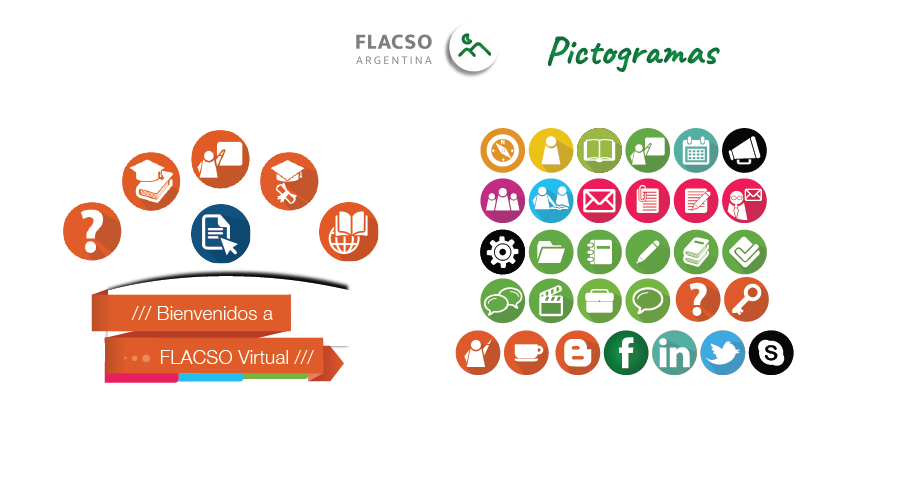 FLACSO
ARGENTINA
Pictogramas
/// Bienvenidos a
FLACSO Virtual ///